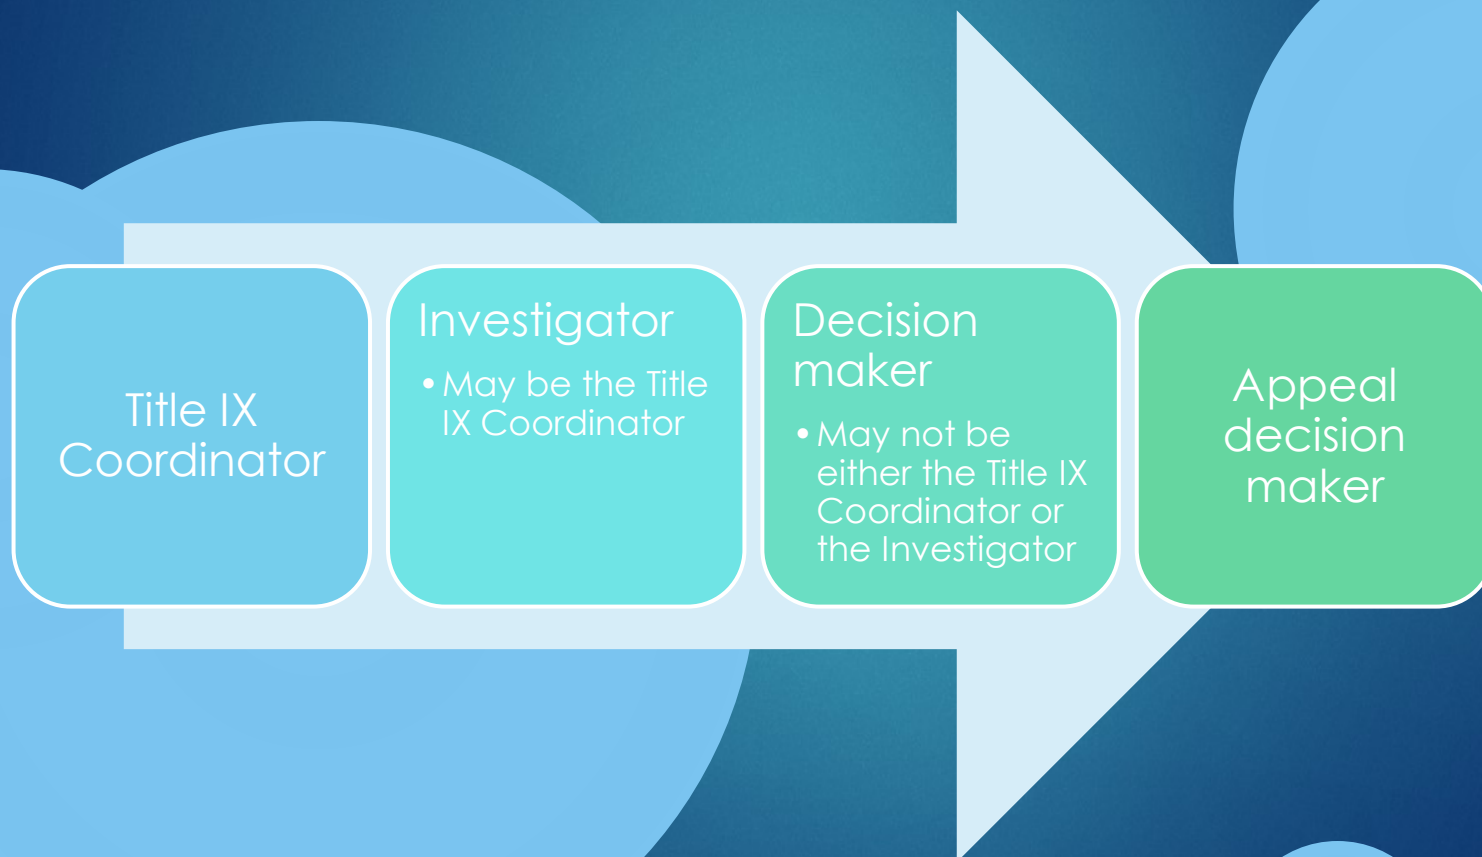 Title IX
Coordinator
Investigator
•May be the Title
IX Coordinator
Decision
maker
•May not be
either the Title IX
Coordinator or
the Investigator
Appeal
decision
maker